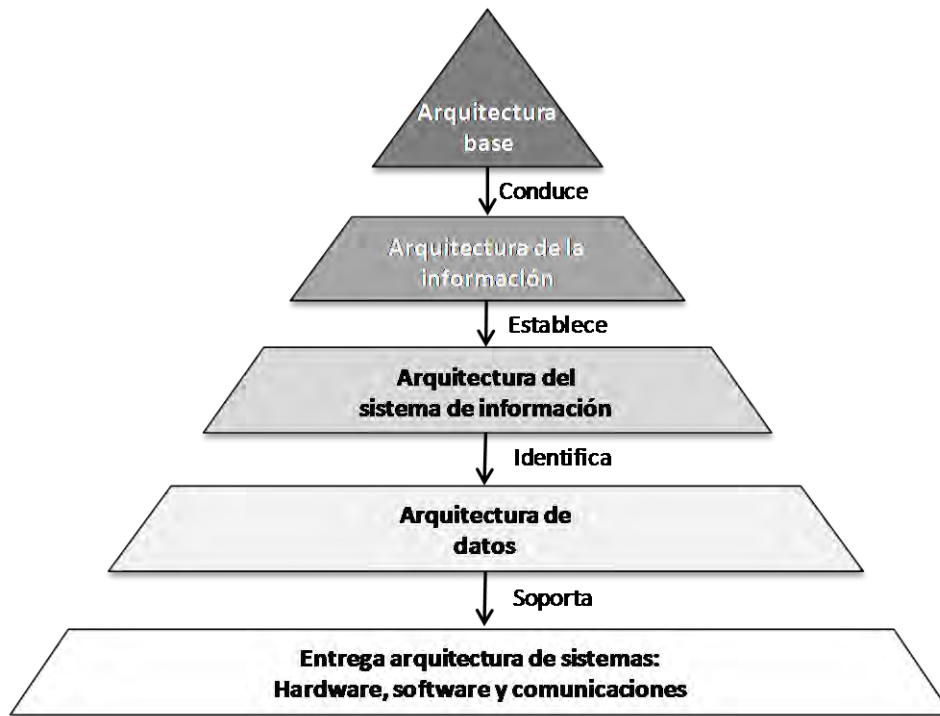 Arquitectura
base
Conduce
Arquitectura de la
información
Establece
Arquitectura del
sistema de información
Identifica
Arquitectura de
datos
Soporta
Entrega arquitectura de sistemas:
Hardware, software y comunicaciones